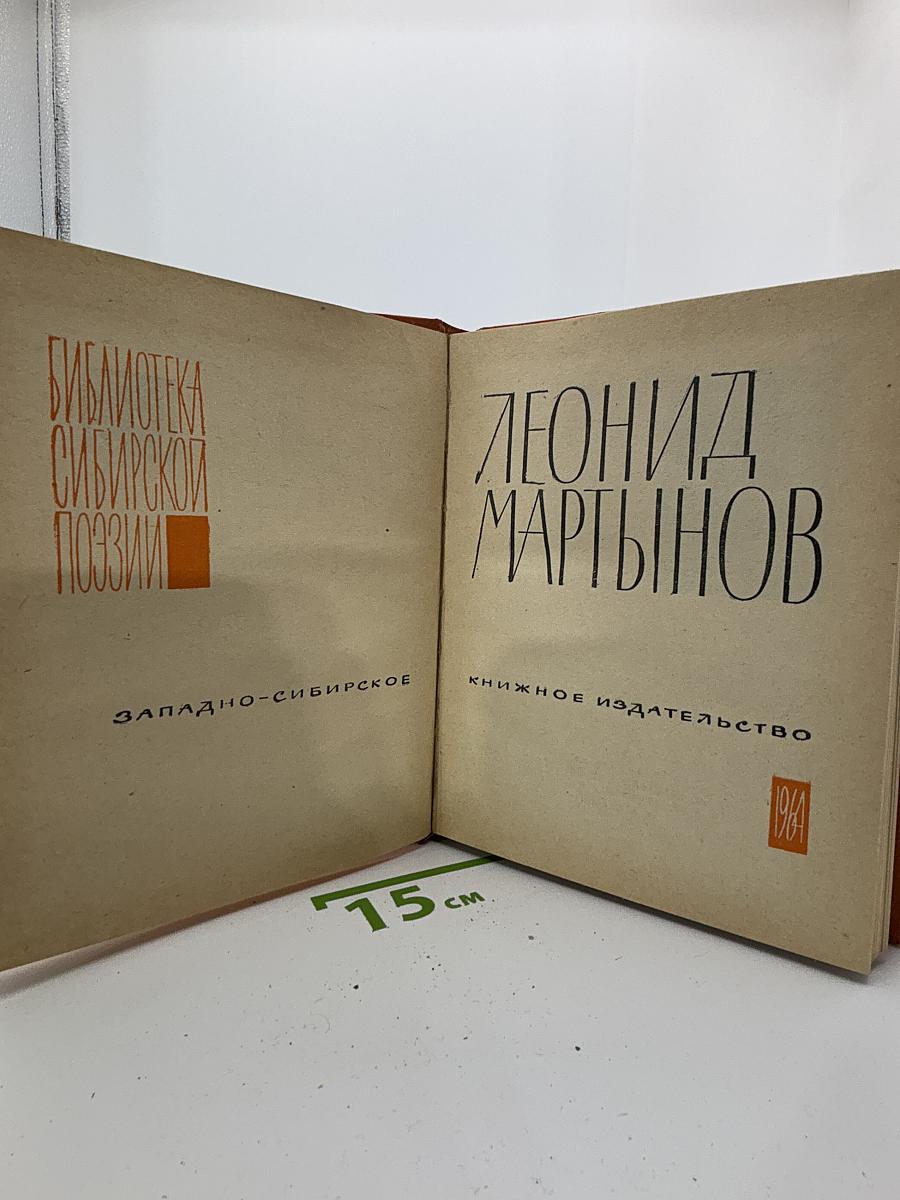 БИБЛИОТЕКА
СИБИРСКОЙ
ПОЭЗИИ
ЗАПАДНО-СИБИРСКОЕ
ЛЕОНИД
МАРТЫНОВ
КНИЖНОЕ ИЗДАТЕЛЬСТВО
1964
15 см